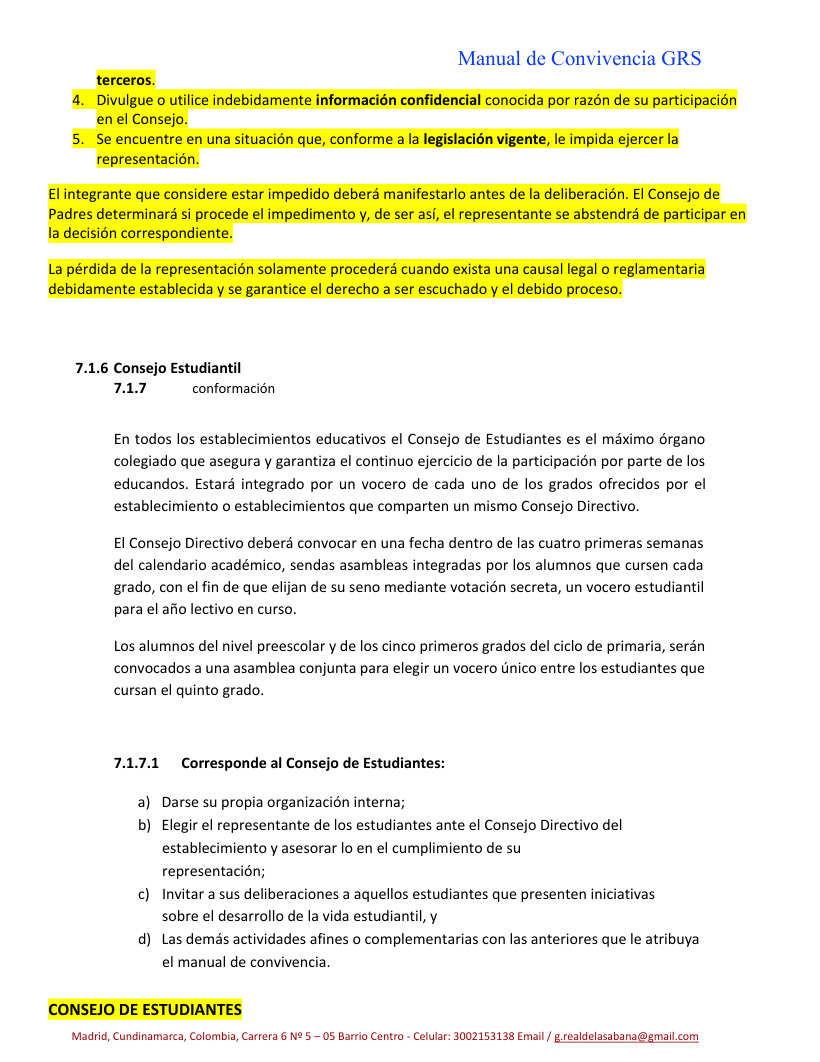 Manual de Convivencia GRS
terceros.
4. Divulgue o utilice indebidamente información confidencial conocida por razón de su participación
en el Consejo.
5. Se encuentre en una situación que, conforme a la legislación vigente, le impida ejercer la
representación.
El integrante que considere estar impedido deberá manifestarlo antes de la deliberación. El Consejo de
Padres determinará si procede el impedimento y, de ser así, el representante se abstendrá de participar en
la decisión correspondiente.
La pérdida de la representación solamente procederá cuando exista una causal legal o reglamentaria
debidamente establecida y se garantice el derecho a ser escuchado y el debido proceso.
7.1.6 Consejo Estudiantil
7.1.7 conformación
En todos los establecimientos educativos el Consejo de Estudiantes es el máximo órgano
colegiado que asegura y garantiza el continuo ejercicio de la participación por parte de los
educandos. Estará integrado por un vocero de cada uno de los grados ofrecidos por el
establecimiento o establecimientos que comparten un mismo Consejo Directivo.
El Consejo Directivo deberá convocar en una fecha dentro de las cuatro primeras semanas
del calendario académico, sendas asambleas integradas por los alumnos que cursen cada
grado, con el fin de que elijan de su seno mediante votación secreta, un vocero estudiantil
para el año lectivo en curso.
Los alumnos del nivel preescolar y de los cinco primeros grados del ciclo de primaria, serán
convocados a una asamblea conjunta para elegir un vocero único entre los estudiantes que
cursan el quinto grado.
7.1.7.1 Corresponde al Consejo de Estudiantes:
a) Darse su propia organización interna;
b) Elegir el representante de los estudiantes ante el Consejo Directivo del
establecimiento y asesorar lo en el cumplimiento de su
representación;
c) Invitar a sus deliberaciones a aquellos estudiantes que presenten iniciativas
sobre el desarrollo de la vida estudiantil, y
d) Las demás actividades afines o complementarias con las anteriores que le atribuya
el manual de convivencia.
CONSEJO DE ESTUDIANTES
Madrid, Cundinamarca, Colombia, Carrera 6 Nº 5 – 05 Barrio Centro - Celular: 3002153138 Email / g.realdelasabana@gmail.com